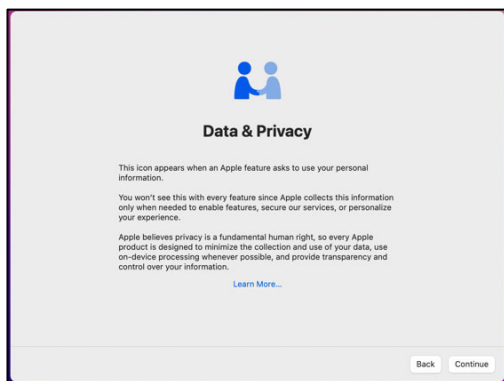 Data & Privacy
This icon appears when an Apple feature asks to use your personal
information.
You won't see this with every feature since Apple collects this information
only when needed to enable features, secure our services, or personalize
your experience.
Apple believes privacy is a fundamental human right, so every Apple
product is designed to minimize the collection and use of your data, use
on-device processing whenever possible, and provide transparency and
control over your information.
Learn More...
Back Continue